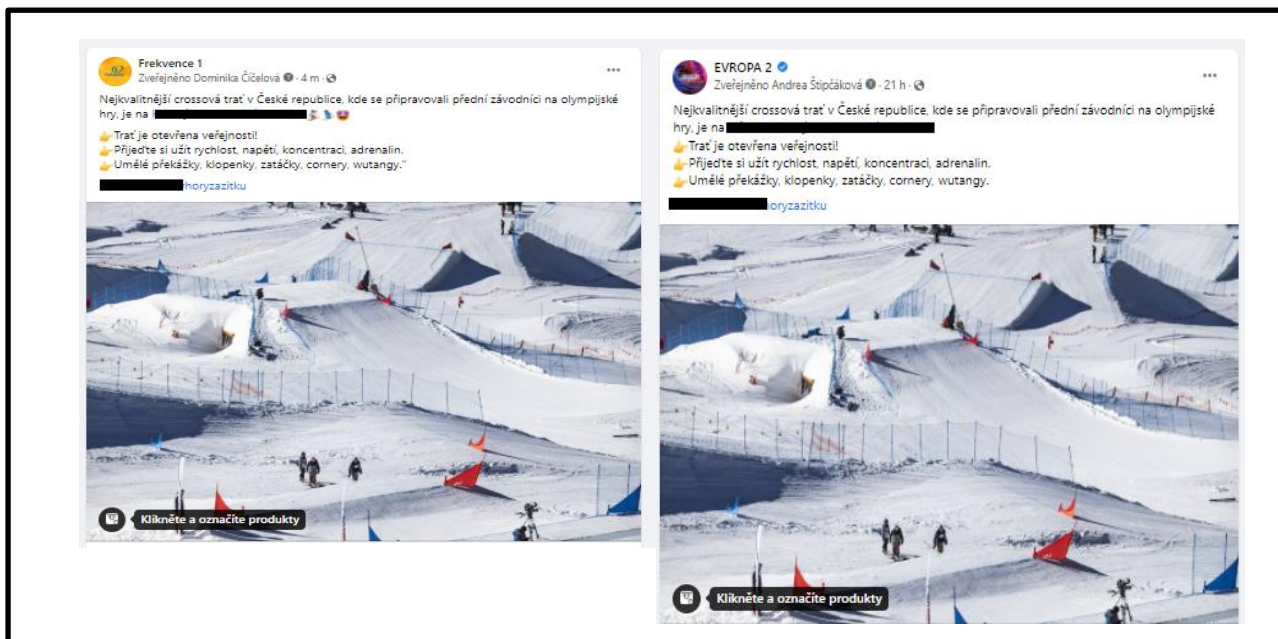 Frekvence 1
Zveřejněno Dominika Číčelová · 4 m ·
Nejkvalitnější crossová trať v České republice, kde se připravovali přední závodníci na olympijské
hry, je na
👉Trať je otevřena veřejnosti!
👉Přijeďte si užít rychlost, napětí, koncentraci, adrenalin.
👉Umělé překážky, klopenky, zatáčky, cornery, wutangy.”
horyzazitku
Klikněte a označíte produkty
EVROPA 2
Zveřejněno Andrea Štipčáková · 21 h ·
Nejkvalitnější crossová trať v České republice, kde se připravovali přední závodníci na olympijské
hry, je na
👉Trať je otevřena veřejnosti!
👉Přijeďte si užít rychlost, napětí, koncentraci, adrenalin.
👉Umělé překážky, klopenky, zatáčky, cornery, wutangy.
oryzazitku
Klikněte a označíte produkty